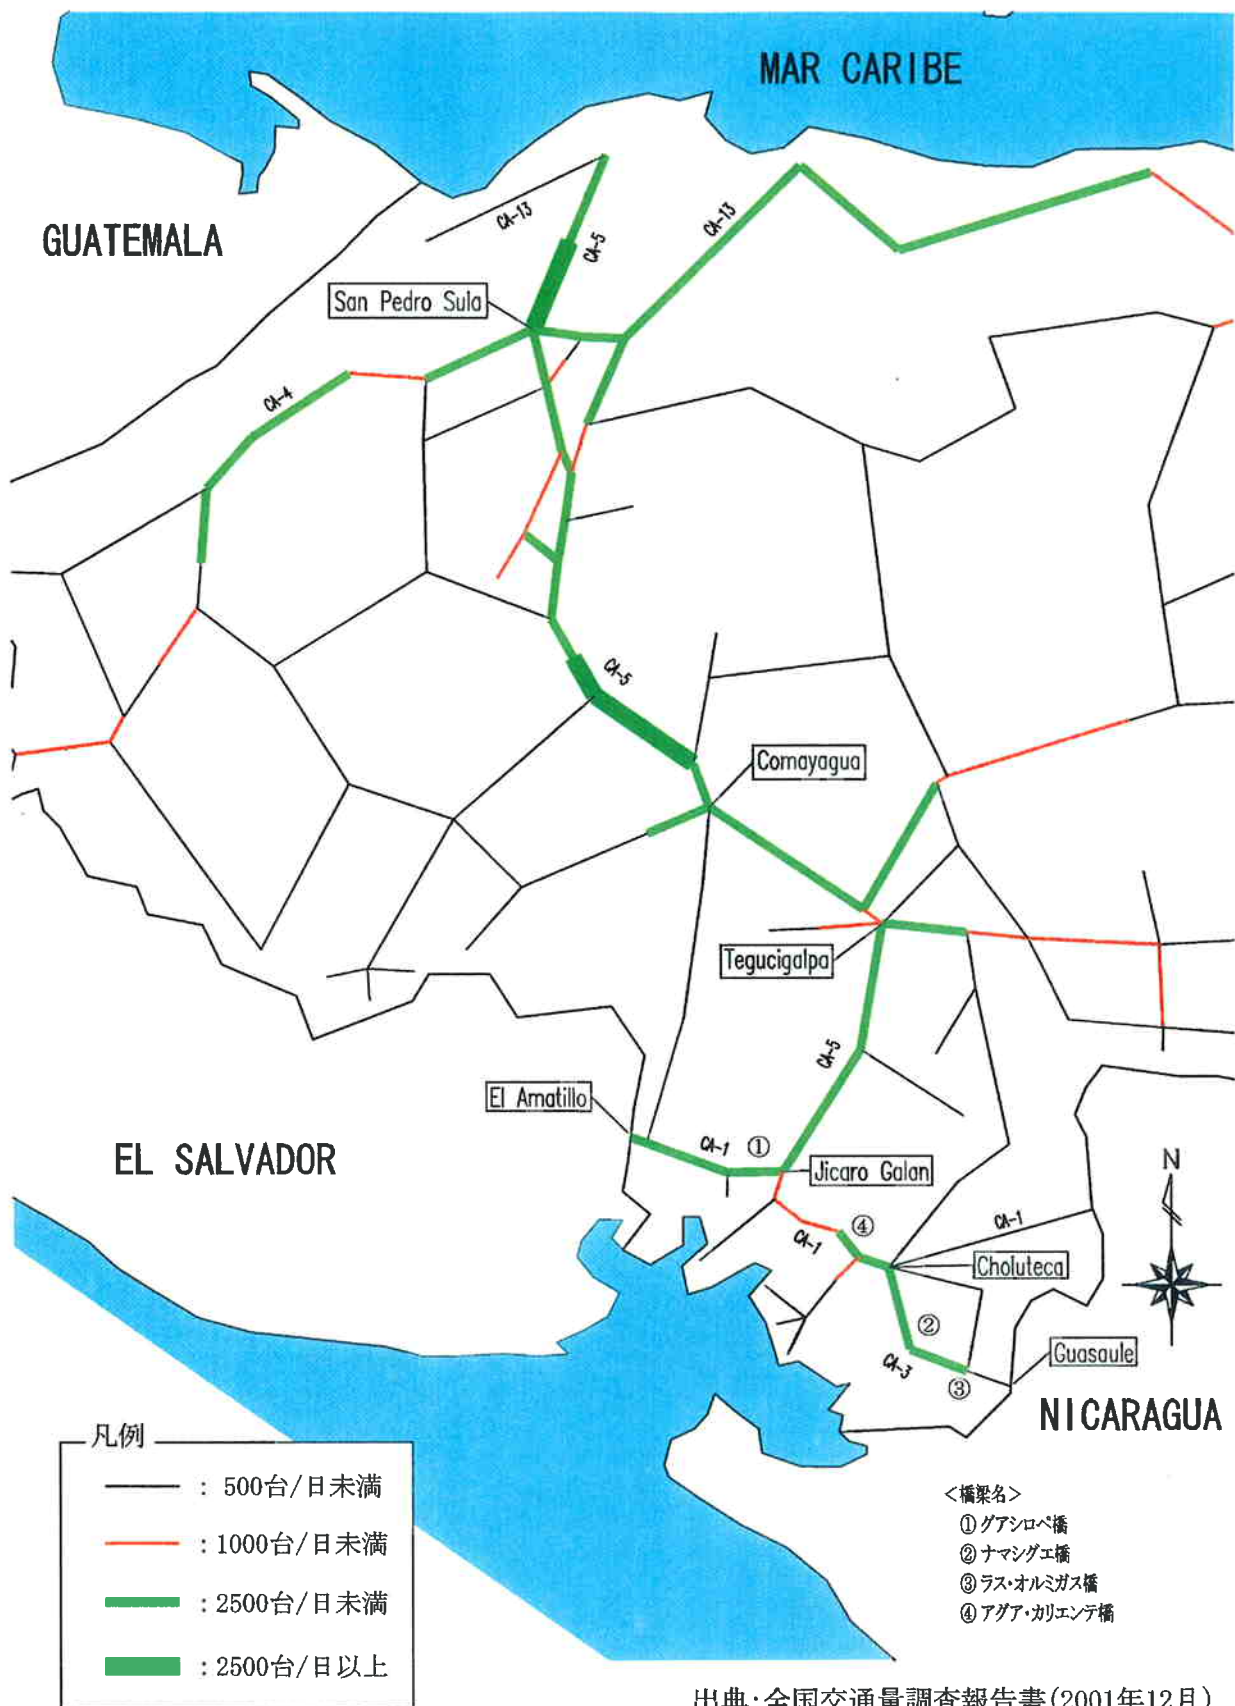 MAR CARIBE
GUATEMALA
CA-13
CA-5
CA-13
San Pedro Sula
CA-4
CA-5
Comayagua
Tegucigalpa
CA-5
El Amatillo
CA-1
①
EL SALVADOR
Jicaro Galan
N
CA-1
④
CA-1
Choluteca
②
CA-3
③
Guasaule
NICARAGUA
凡例
: 500台/日未満
: 1000台/日未満
: 2500台/日未満
: 2500台/日以上
<橋梁名>
① グアシロペ橋
② ナマシグエ橋
③ ラス・オルミガス橋
④ アグア・カリエンテ橋
出典:全国交通量調査報告書(2001年12月)